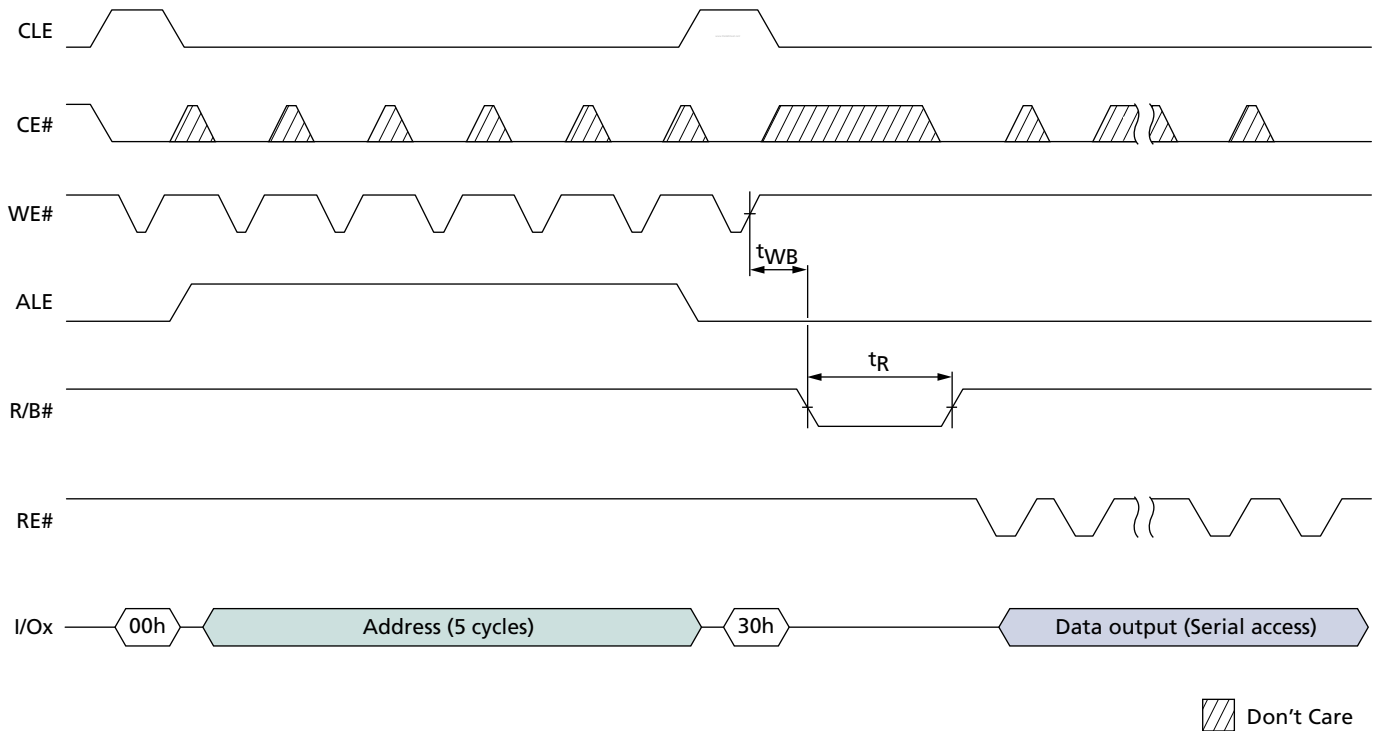 CLE
CE#
WE#
tWB
ALE
tR
R/B#
RE#
I/Ox
00h
Address (5 cycles)
30h
Data output (Serial access)
Don't Care